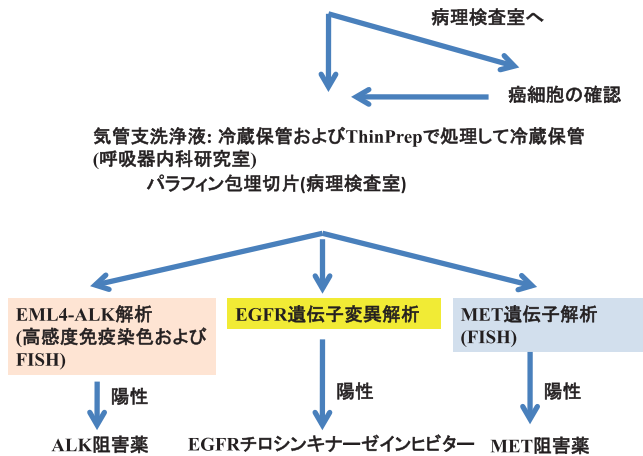 病理検査室へ
癌細胞の確認
気管支洗浄液: 冷蔵保管およびThinPrepで処理して冷蔵保管
(呼吸器内科研究室)
パラフィン包埋切片(病理検査室)
EML4-ALK解析
(高感度免疫染色および
FISH)
EGFR遺伝子変異解析
MET遺伝子解析
(FISH)
陽性
陽性
陽性
ALK阻害薬
EGFRチロシンキナーゼインヒビター
MET阻害薬